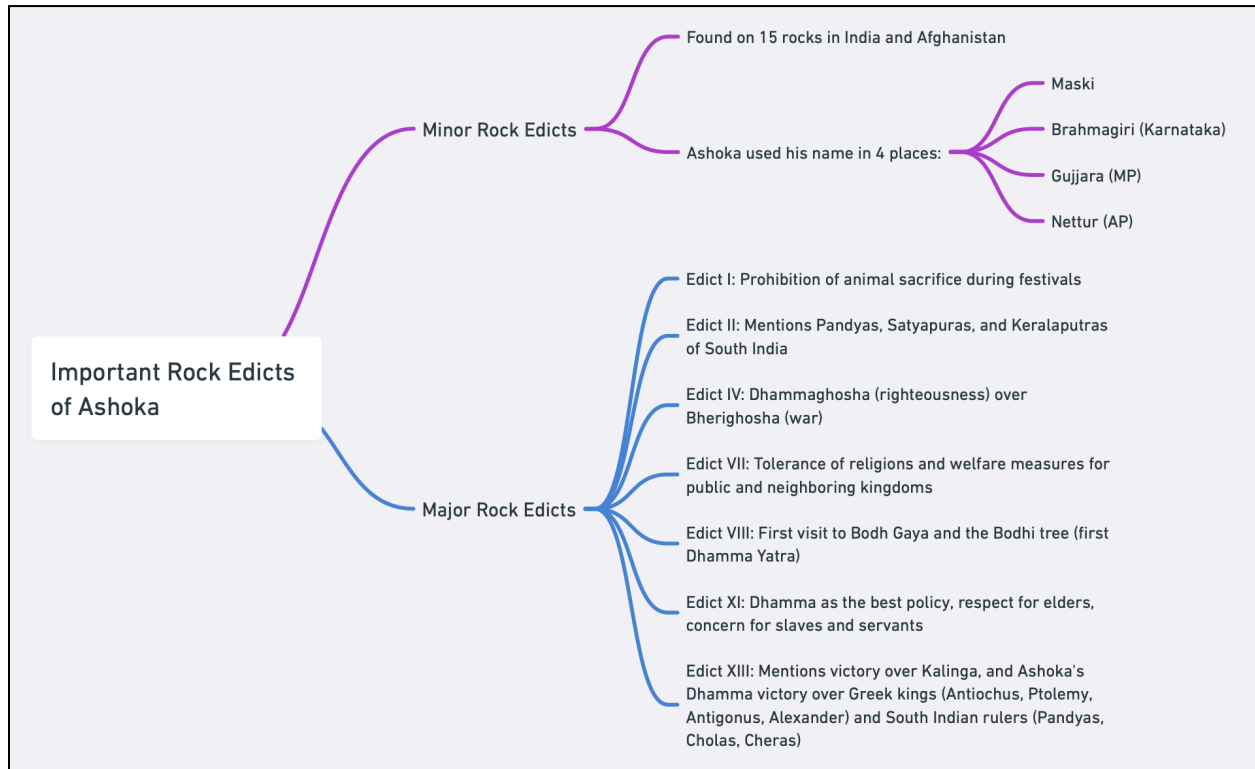 Important Rock Edicts
of Ashoka
Minor Rock Edicts
Found on 15 rocks in India and Afghanistan
Ashoka used his name in 4 places:
Maski
Brahmagiri (Karnataka)
Gujjara (MP)
Nettur (AP)
Major Rock Edicts
Edict I: Prohibition of animal sacrifice during festivals
Edict II: Mentions Pandyas, Satyapuras, and Keralaputras
of South India
Edict IV: Dhammaghosha (righteousness) over
Bherighosha (war)
Edict VII: Tolerance of religions and welfare measures for
public and neighboring kingdoms
Edict VIII: First visit to Bodh Gaya and the Bodhi tree (first
Dhamma Yatra)
Edict XI: Dhamma as the best policy, respect for elders,
concern for slaves and servants
Edict XIII: Mentions victory over Kalinga, and Ashoka's
Dhamma victory over Greek kings (Antiochus, Ptolemy,
Antigonus, Alexander) and South Indian rulers (Pandyas,
Cholas, Cheras)